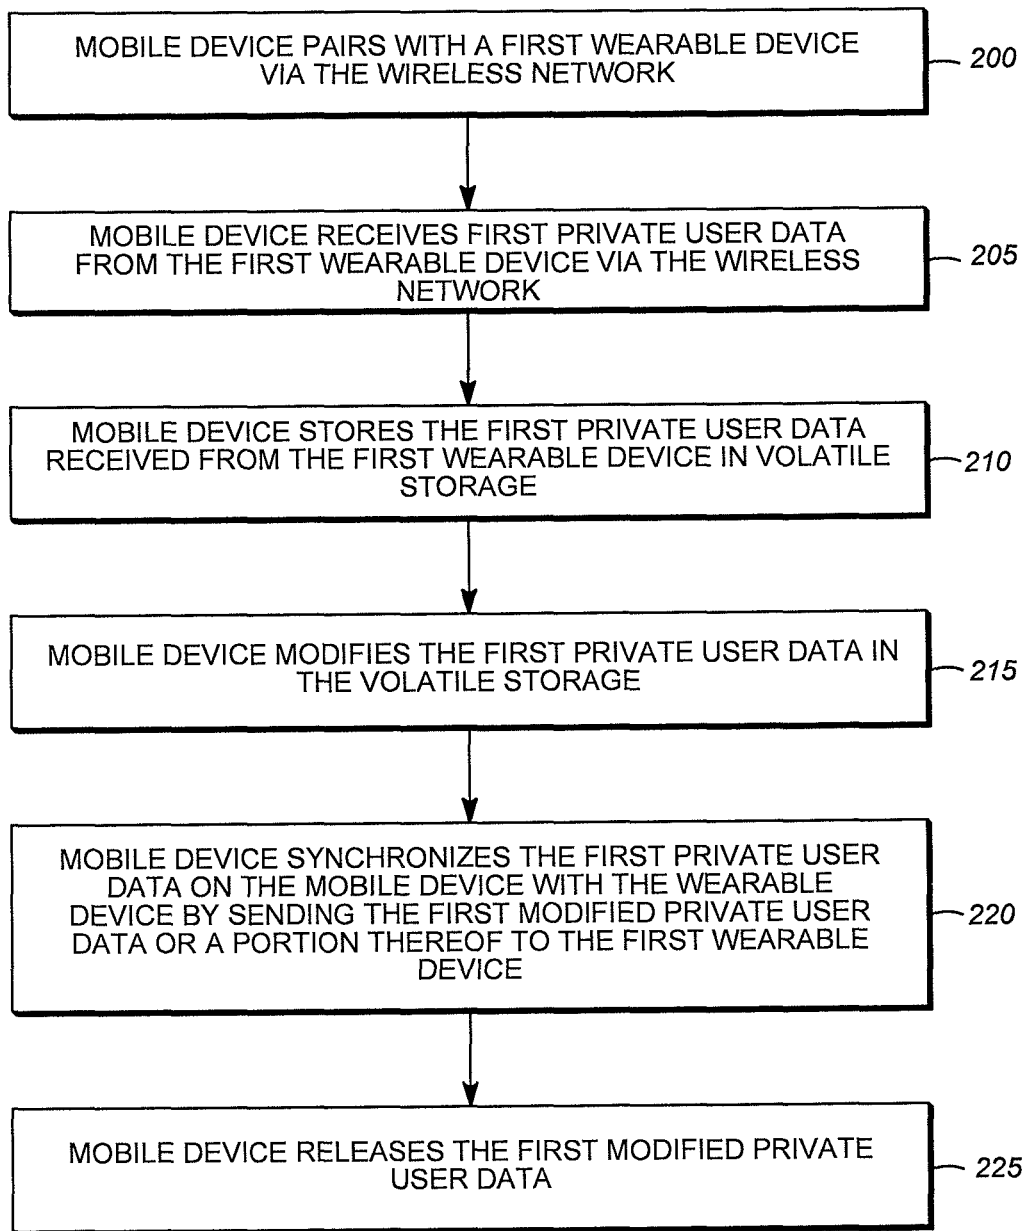 MOBILE DEVICE PAIRS WITH A FIRST WEARABLE DEVICE
VIA THE WIRELESS NETWORK
200
MOBILE DEVICE RECEIVES FIRST PRIVATE USER DATA
FROM THE FIRST WEARABLE DEVICE VIA THE WIRELESS
NETWORK
205
MOBILE DEVICE STORES THE FIRST PRIVATE USER DATA
RECEIVED FROM THE FIRST WEARABLE DEVICE IN VOLATILE
STORAGE
210
MOBILE DEVICE MODIFIES THE FIRST PRIVATE USER DATA IN
THE VOLATILE STORAGE
215
MOBILE DEVICE SYNCHRONIZES THE FIRST PRIVATE USER
DATA ON THE MOBILE DEVICE WITH THE WEARABLE
DEVICE BY SENDING THE FIRST MODIFIED PRIVATE USER
DATA OR A PORTION THEREOF TO THE FIRST WEARABLE
DEVICE
220
MOBILE DEVICE RELEASES THE FIRST MODIFIED PRIVATE
USER DATA
225